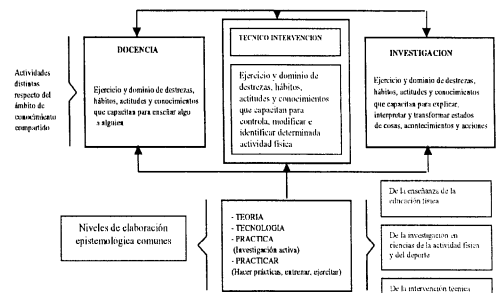 DOCENCIA
Ejercicio y dominio de destrezas,
hábitos, actitudes y conocimientos
que capacitan para enseñar algo
a alguien
TECNICO INTERVENCION
Ejercicio y dominio de
destrezas, hábitos,
actitudes y conocimientos
que capacitan para
controla, modificar e
identificar determinada
actividad física
INVESTIGACION
Ejercicio y dominio de destrezas,
hábitos, actitudes y conocimientos
que capacitan para explicar,
interpretar y transformar estados
de cosas, acontecimientos y acciones
Actividades
distintas
respecto del
ámbito de
conocimiento
compartido
Niveles de elaboración
epistemologica comunes
- TEORIA
- TECNOLOGIA
- PRACTICA
(Investigación activa)
- PRACTICAR
(Hacer prácticas, entrenar, ejercitar)
De la enseñanza de la
educación física
De la investigación en
ciencias de la actividad física
y del deporte
De la intervención tecnica